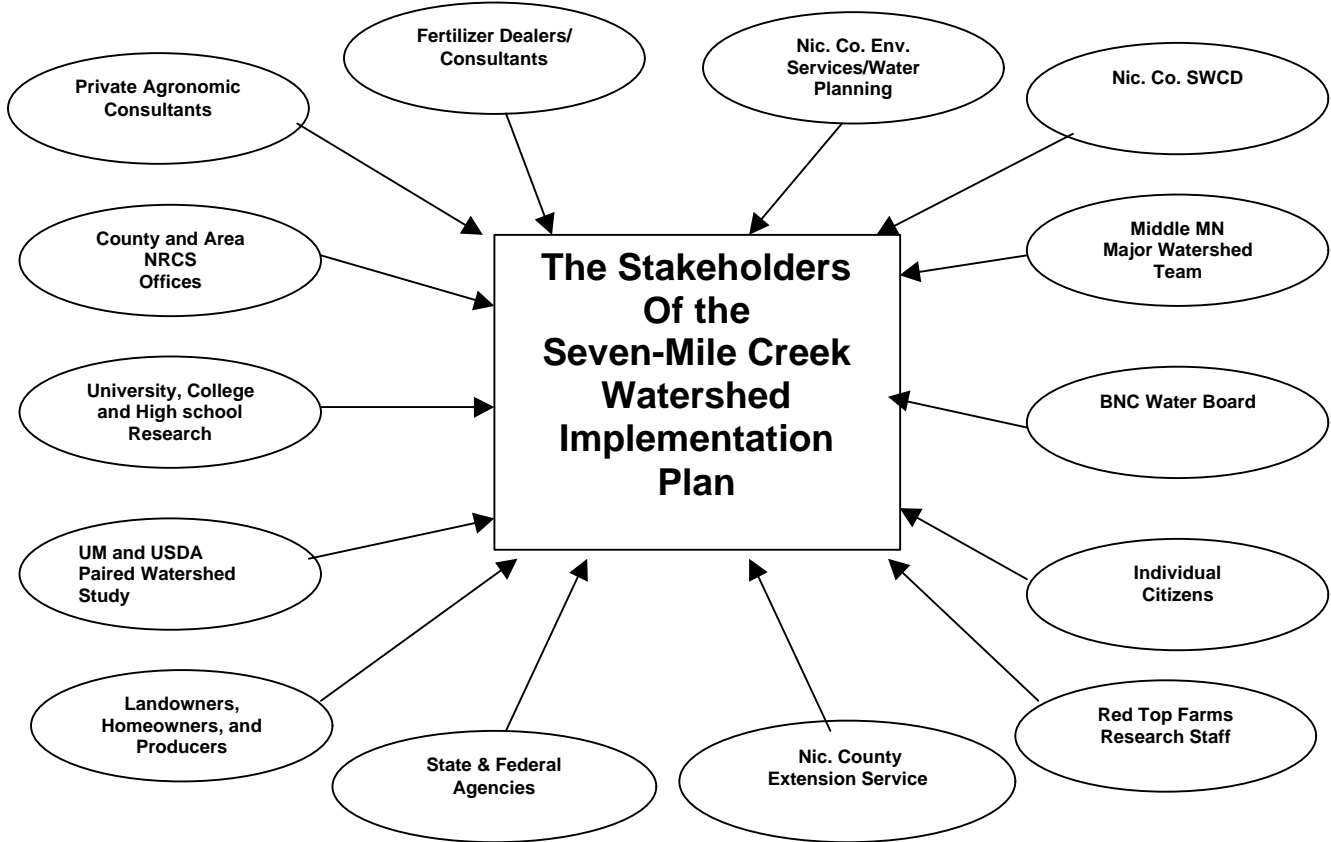 Fertilizer Dealers/
Consultants
Nic. Co. Env.
Services/Water
Planning
Private Agronomic
Consultants
Nic. Co. SWCD
County and Area
NRCS
Offices
Middle MN
Major Watershed
Team
The Stakeholders
Of the
Seven-Mile Creek
Watershed
Implementation
Plan
University, College
and High school
Research
BNC Water Board
UM and USDA
Paired Watershed
Study
Individual
Citizens
Landowners,
Homeowners, and
Producers
Red Top Farms
Research Staff
State & Federal
Agencies
Nic. County
Extension Service